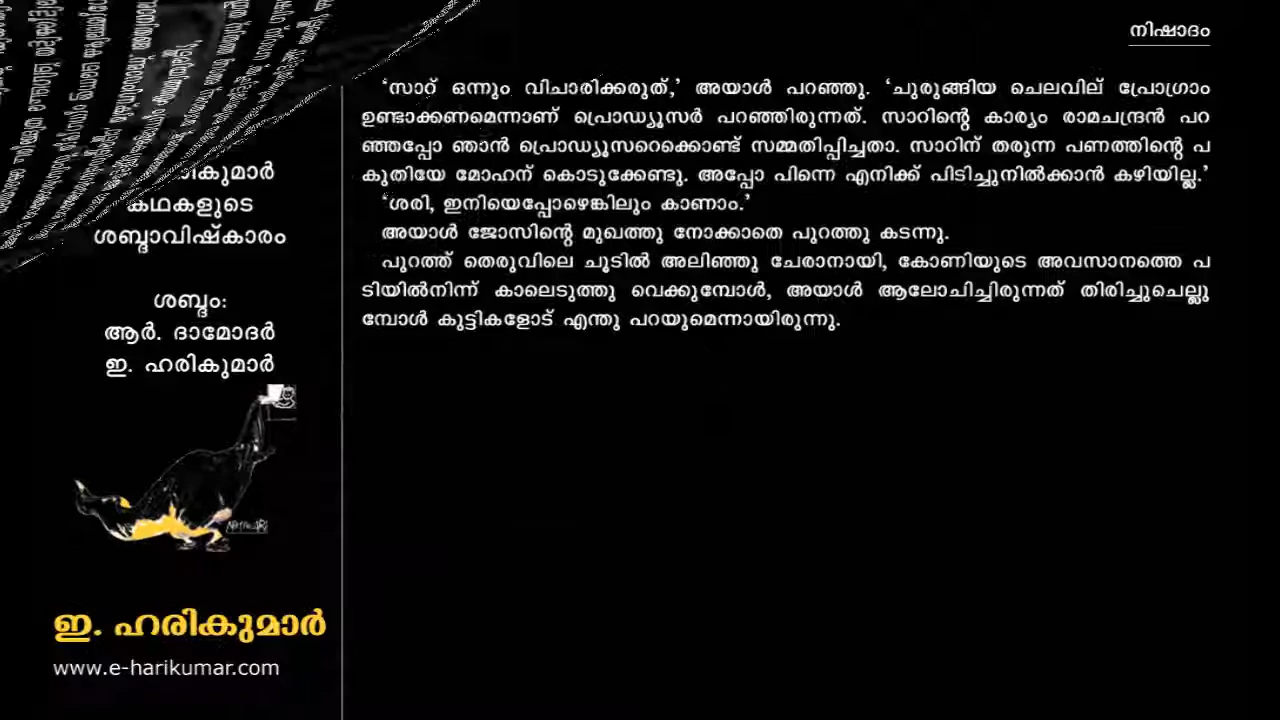 നിഷാദം
‘സാറ് ഒന്നും വിചാരിക്കരുത്,’ അയാൾ പറഞ്ഞു. ‘ചുരുങ്ങിയ ചെലവില് പ്രോഗ്രാം
ഉണ്ടാക്കണമെന്നാണ് പ്രൊഡ്യൂസർ പറഞ്ഞിരുന്നത്. സാറിന്റെ കാര്യം രാമചന്ദ്രൻ പറ
ഞ്ഞപ്പോ ഞാൻ പ്രൊഡ്യൂസറെക്കൊണ്ട് സമ്മതിപ്പിച്ചതാ. സാറിന് തരുന്ന പണത്തിന്റെ പ
കുതിയേ മോഹന് കൊടുക്കേണ്ടു. അപ്പോ പിന്നെ എനിക്ക് പിടിച്ചുനിൽക്കാൻ കഴിയില്ല.’
‘ശരി, ഇനിയെപ്പോഴെങ്കിലും കാണാം.’
അയാൾ ജോസിന്റെ മുഖത്തു നോക്കാതെ പുറത്തു കടന്നു.
പുറത്ത് തെരുവിലെ ചൂടിൽ അലിഞ്ഞു ചേരാനായി, കോണിയുടെ അവസാനത്തെ പ
ടിയിൽനിന്ന് കാലെടുത്തു വെക്കുമ്പോൾ, അയാൾ ആലോചിച്ചിരുന്നത് തിരിച്ചുചെല്ലു
മ്പോൾ കുട്ടികളോട് എന്തു പറയുമെന്നായിരുന്നു.
കഥകളുടെ
ശബ്ദാവിഷ്കാരം
ശബ്ദം:
ആർ. ദാമോദർ
ഇ. ഹരികുമാർ
ഇ. ഹരികുമാർ
www.e-harikumar.com